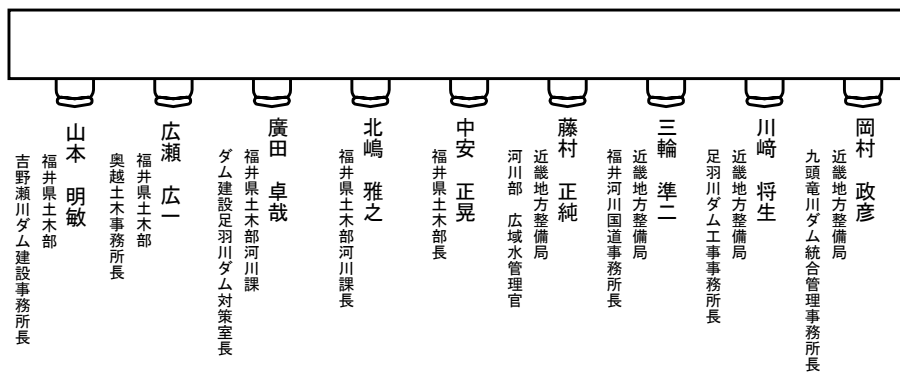 岡村 政彦
近畿地方整備局
九頭竜川ダム統合管理事務所長
川﨑 将生
近畿地方整備局
足羽川ダム工事事務所長
三輪 準二
近畿地方整備局
福井河川国道事務所長
藤村 正純
近畿地方整備局
河川部 広域水管理官
中安 正晃
福井県土木部長
北嶋 雅之
福井県土木部河川課長
廣田 卓哉
福井県土木部河川課
ダム建設足羽川ダム対策室長
広瀬 広一
福井県土木部
奥越土木事務所長
山本 明敏
福井県土木部
吉野瀬川ダム建設事務所長